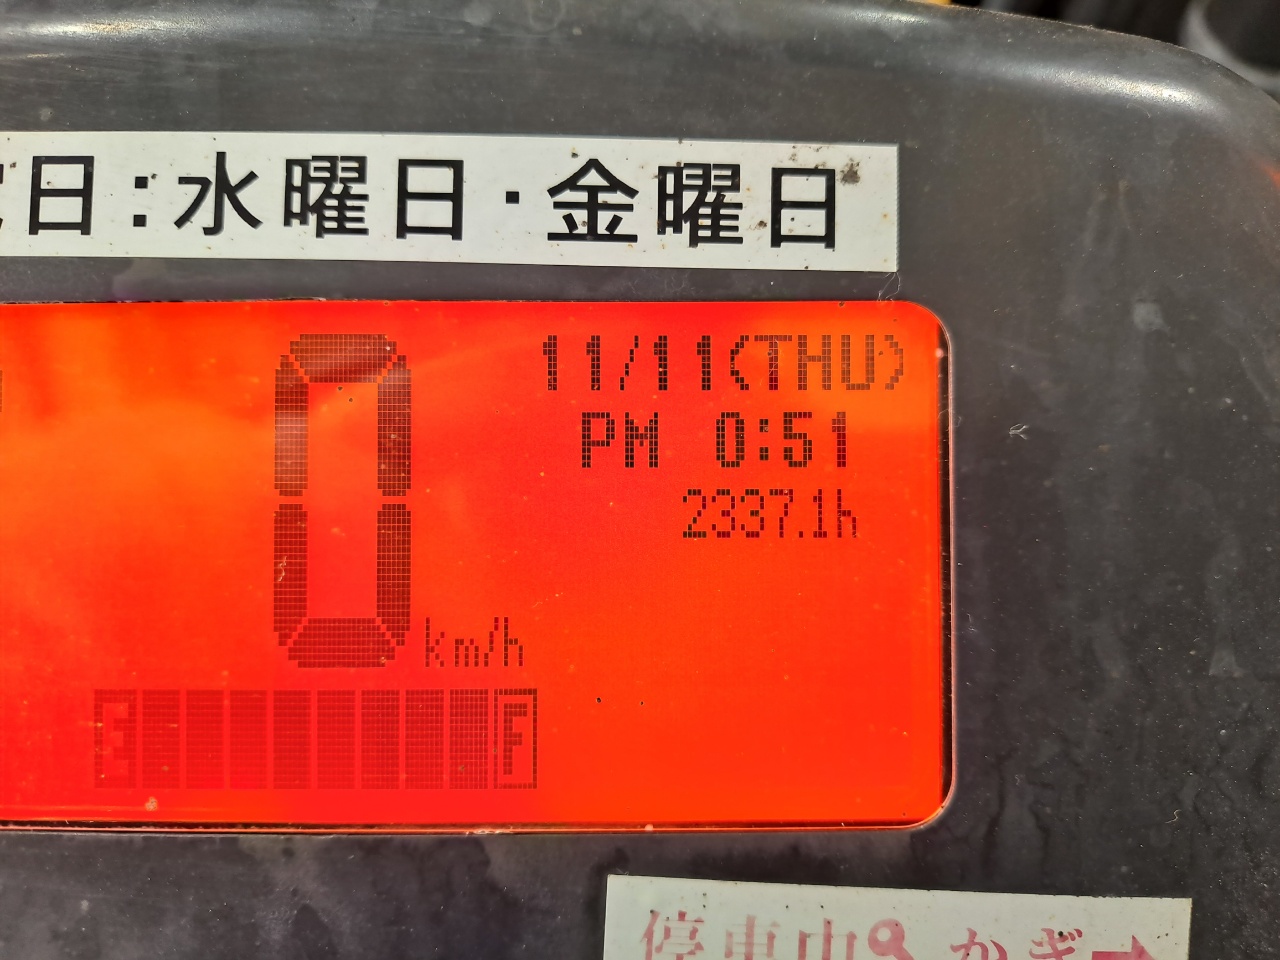 日:水曜日・金曜日
11/11(THU)
PM 0:51
2337.1h
0 km/h
E F
停車中 かぎ→